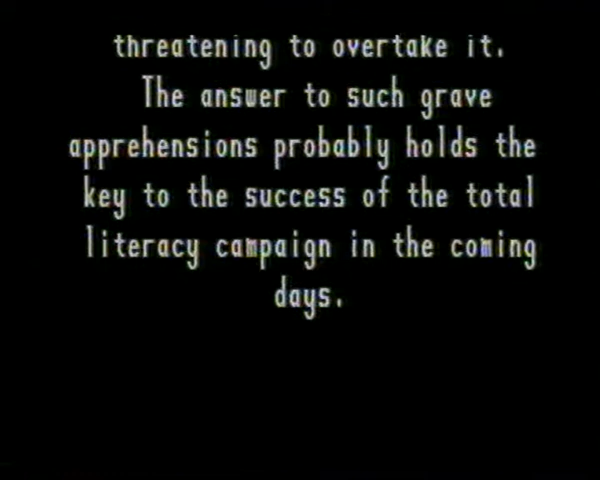 threatening to overtake it.
The answer to such grave
apprehensions probably holds the
key to the success of the total
literacy campaign in the coming
days.